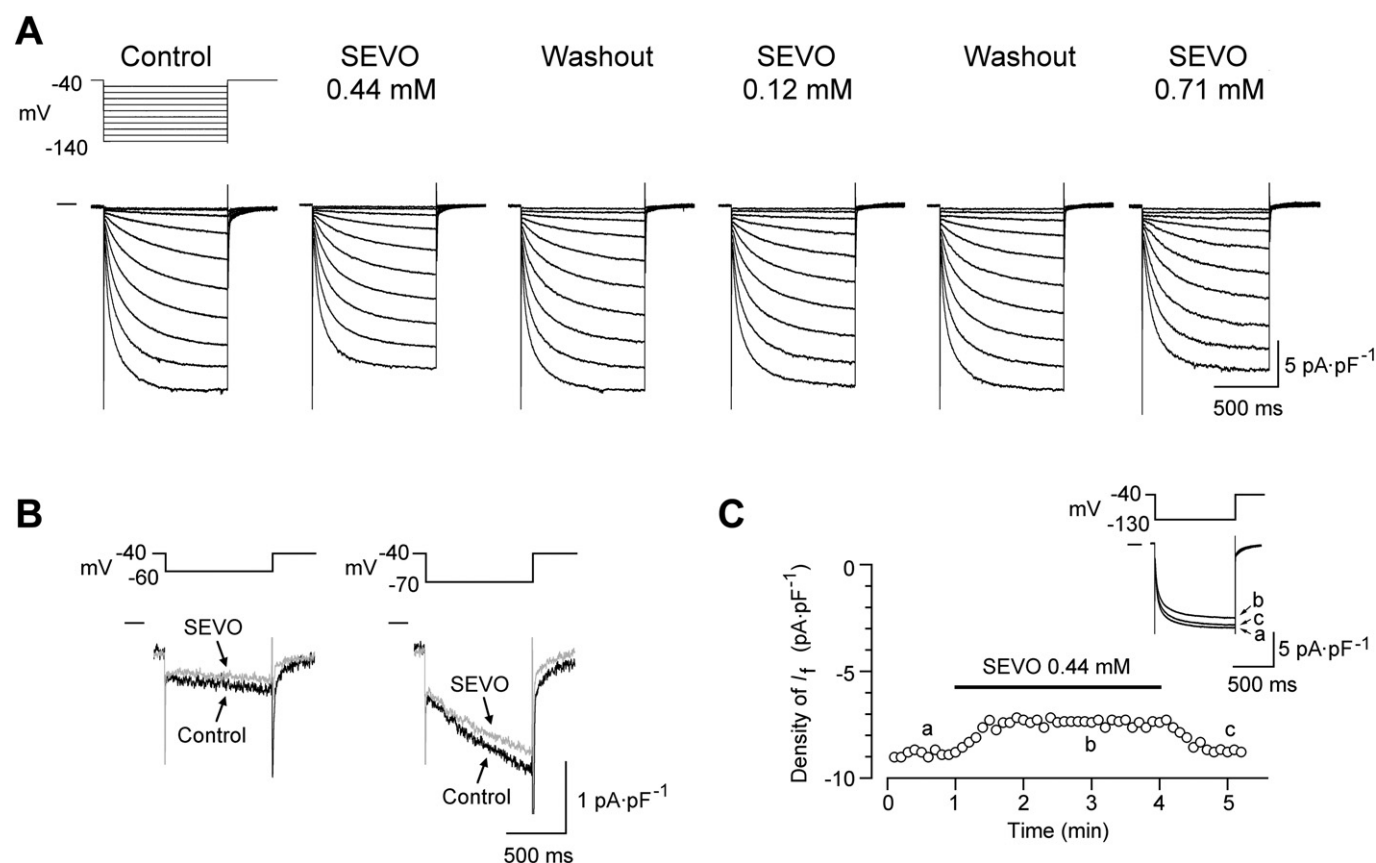 A
Control
SEVO
0.44 mM
Washout
SEVO
0.12 mM
Washout
SEVO
0.71 mM
-40
mV
-140
5 pA·pF⁻¹
500 ms
B
-40
mV
-60
SEVO
Control
-40
mV
-70
SEVO
Control
1 pA·pF⁻¹
500 ms
C
-40
mV
-130
b
c
a
5 pA·pF⁻¹
500 ms
Density of If (pA·pF⁻¹)
0
-5
-10
SEVO 0.44 mM
a
b
c
0 1 2 3 4 5
Time (min)